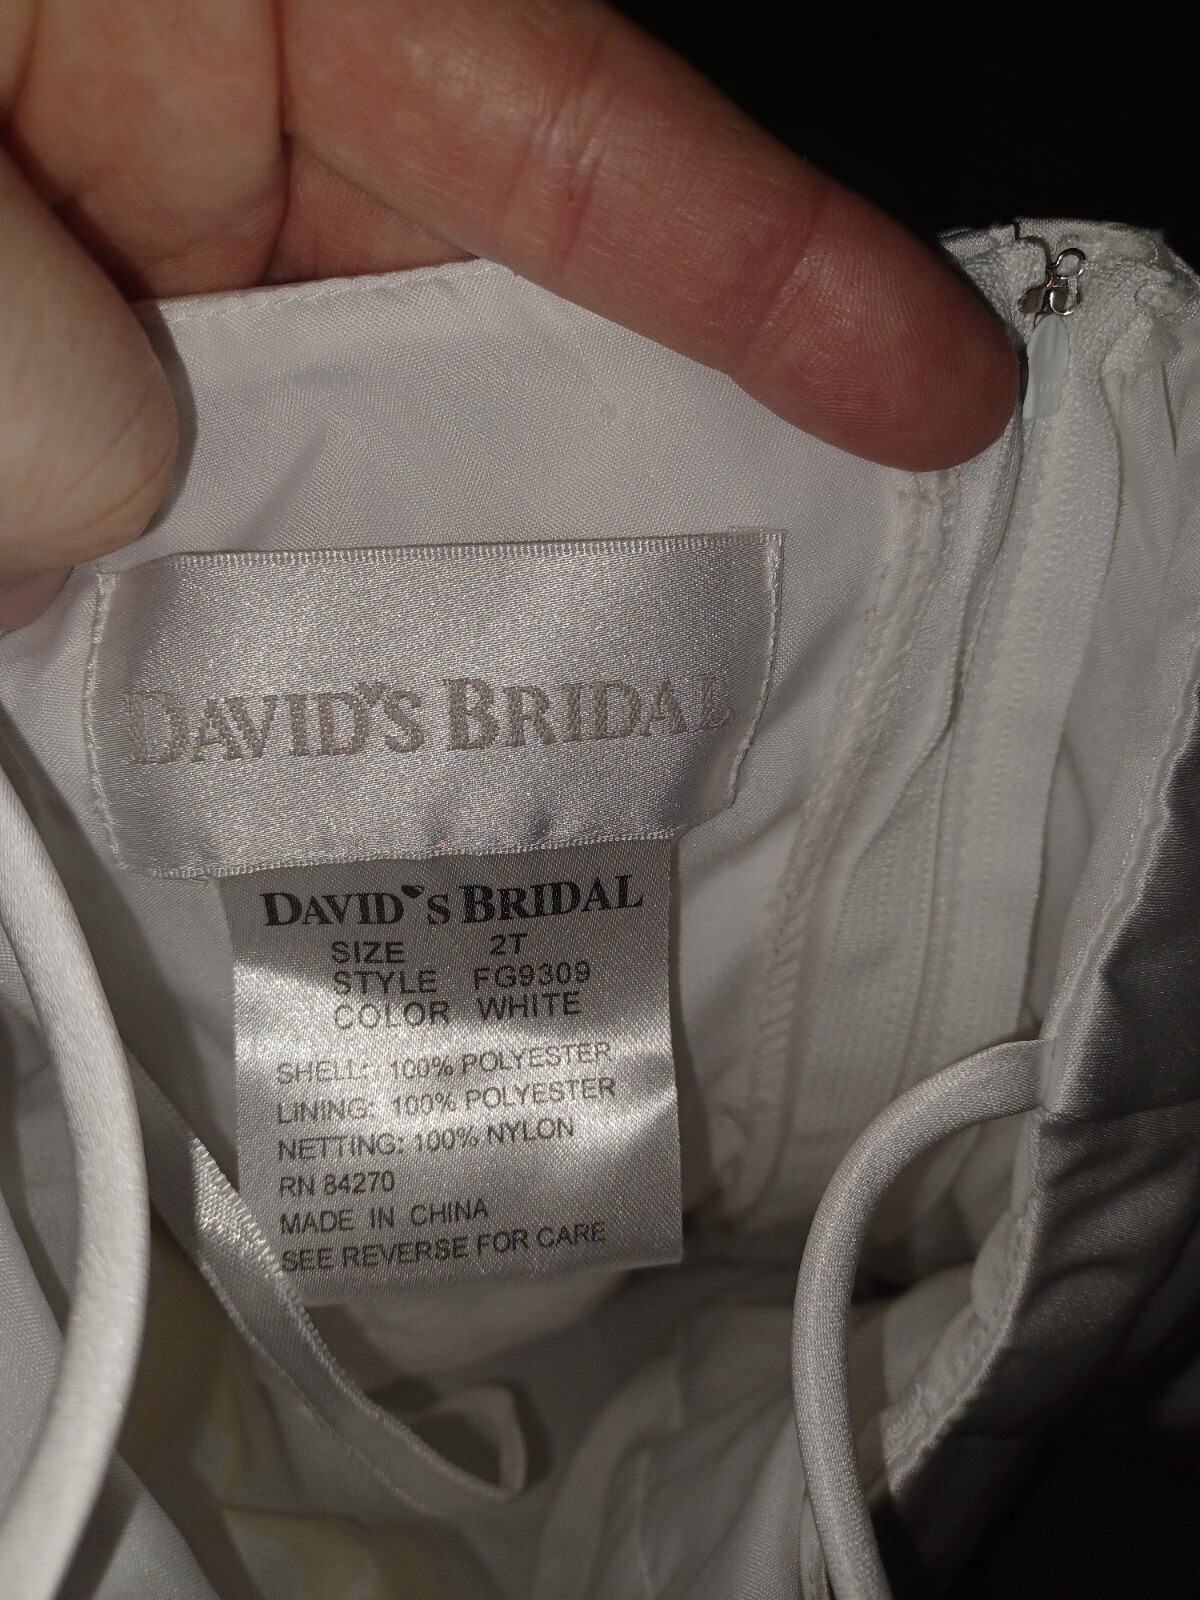 DAVID'S BRIDAL
DAVID'S BRIDAL
SIZE 2T
STYLE FG9309
COLOR WHITE
SHELL: 100% POLYESTER
LINING: 100% POLYESTER
NETTING: 100% NYLON
RN 84270
MADE IN CHINA
SEE REVERSE FOR CARE